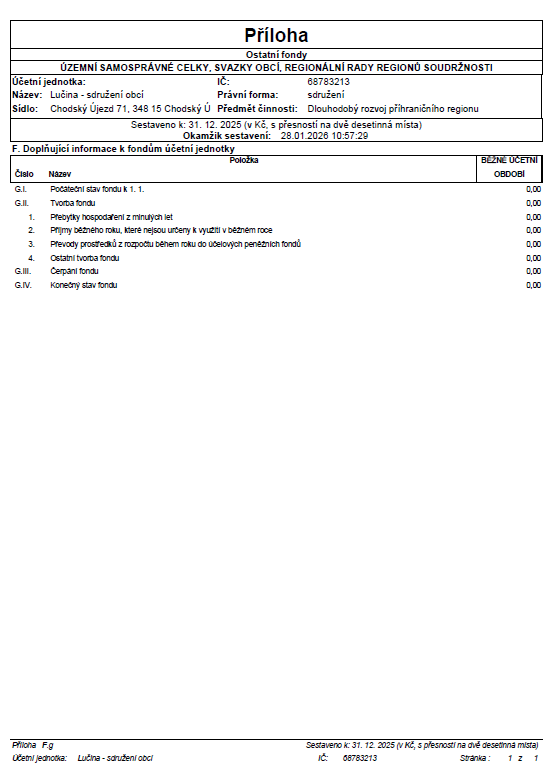 Příloha
Ostatní fondy
ÚZEMNÍ SAMOSPRÁVNÉ CELKY, SVAZKY OBCÍ, REGIONÁLNÍ RADY REGIONŮ SOUDRŽNOSTI
Účetní jednotka: IČ: 68783213
Název: Lučina - sdružení obcí Právní forma: sdružení
Sídlo: Chodský Újezd 71, 348 15 Chodský Ú Předmět činnosti: Dlouhodobý rozvoj příhraničního regionu
Sestaveno k: 31. 12. 2025 (v Kč, s přesností na dvě desetinná místa)
Okamžik sestavení: 28.01.2026 10:57:29
F. Doplňující informace k fondům účetní jednotky
Položka BĚŽNÉ ÚČETNÍ
Číslo Název OBDOBÍ
G.I. Počáteční stav fondu k 1. 1. 0,00
G.II. Tvorba fondu 0,00
1. Přebytky hospodaření z minulých let 0,00
2. Příjmy běžného roku, které nejsou určeny k využití v běžném roce 0,00
3. Převody prostředků z rozpočtu během roku do účelových peněžních fondů 0,00
4. Ostatní tvorba fondu 0,00
G.III. Čerpání fondu 0,00
G.IV. Konečný stav fondu 0,00
Příloha F.g Sestaveno k: 31. 12. 2025 (v Kč, s přesností na dvě desetinná místa)
Účetní jednotka: Lučina - sdružení obcí IČ: 68783213 Stránka : 1 z 1